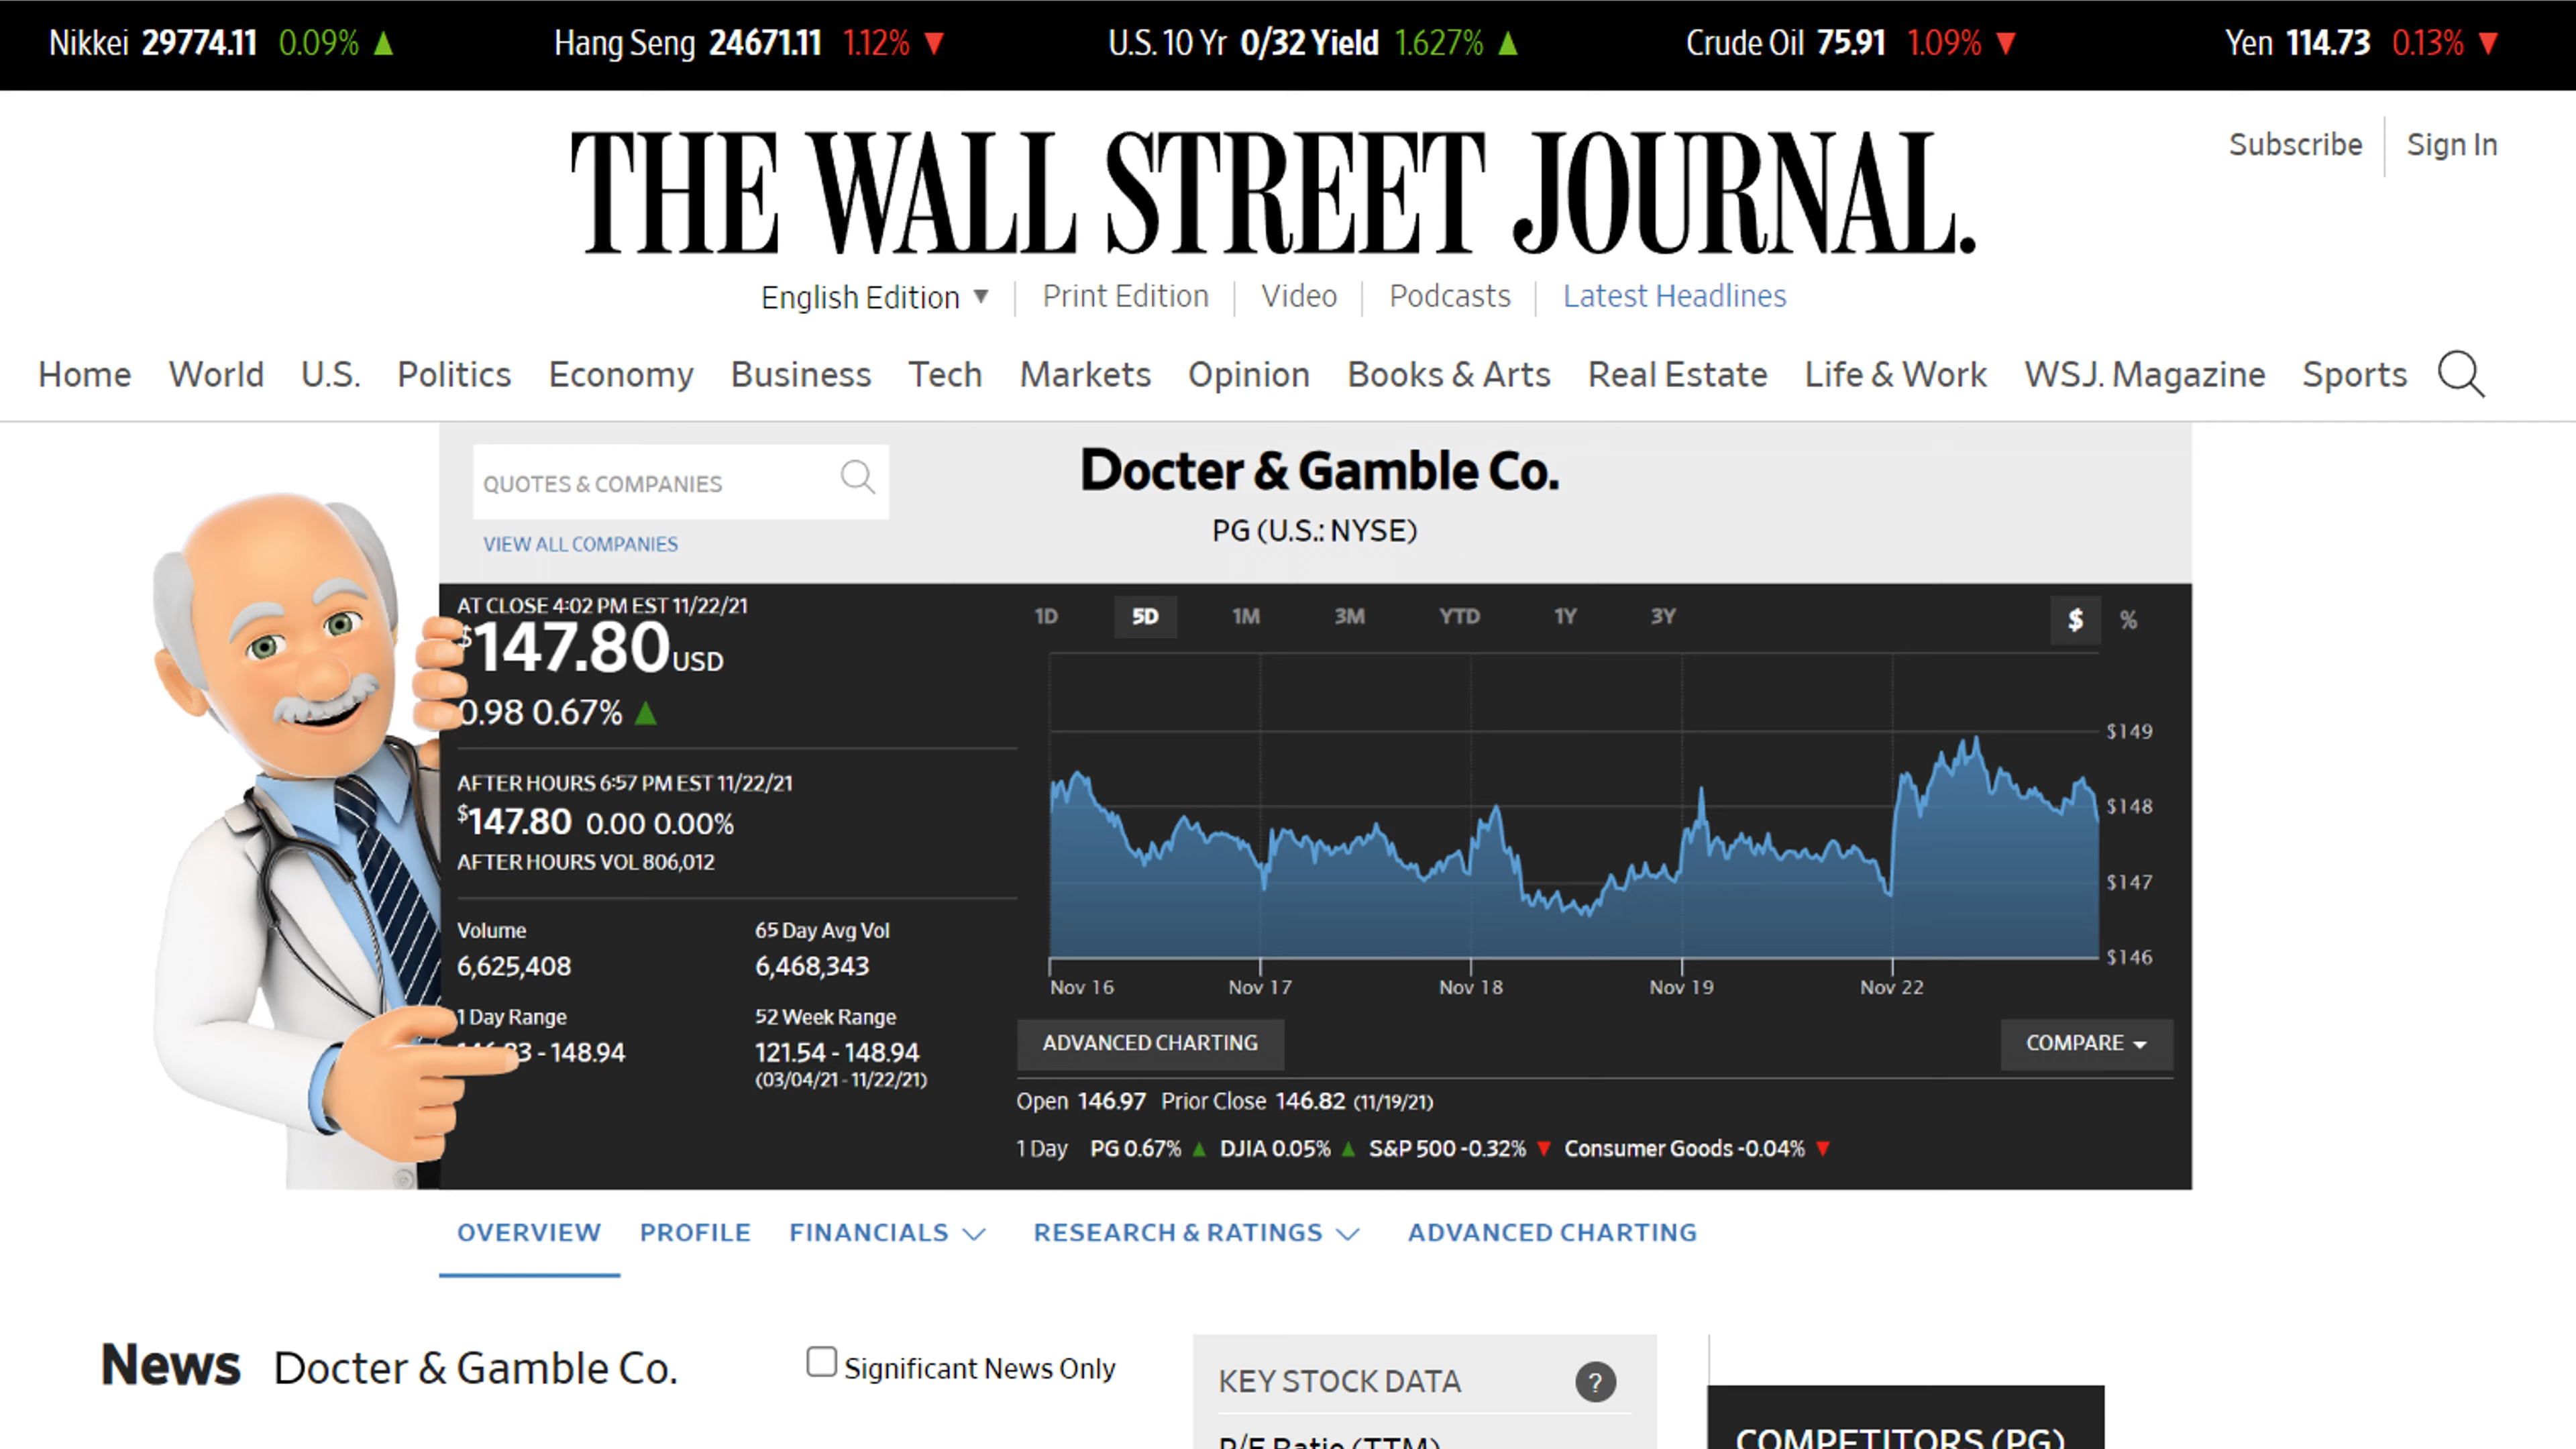 Nikkei 29774.11 0.09% ▲ Hang Seng 24671.11 1.12% ▼ U.S. 10 Yr 0/32 Yield 1.627% ▲ Crude Oil 75.91 1.09% ▼ Yen 114.73 0.13% ▼
THE WALL STREET JOURNAL.
Subscribe Sign In
English Edition ▼ Print Edition Video Podcasts Latest Headlines
Home World U.S. Politics Economy Business Tech Markets Opinion Books & Arts Real Estate Life & Work WSJ. Magazine Sports
QUOTES & COMPANIES
VIEW ALL COMPANIES
Docter & Gamble Co.
PG (U.S.: NYSE)
AT CLOSE 4:02 PM EST 11/22/21
$147.80 USD
0.98 0.67% ▲
AFTER HOURS 6:57 PM EST 11/22/21
$147.80 0.00 0.00%
AFTER HOURS VOL 806,012
Volume 65 Day Avg Vol
6,625,408 6,468,343
1 Day Range 52 Week Range
- 148.94 121.54 - 148.94
(03/04/21 - 11/22/21)
1D 5D 1M 3M YTD 1Y 3Y $ %
$149
$148
$147
$146
Nov 16 Nov 17 Nov 18 Nov 19 Nov 22
ADVANCED CHARTING COMPARE
Open 146.97 Prior Close 146.82 (11/19/21)
1 Day PG 0.67% ▲ DJIA 0.05% ▲ S&P 500 -0.32% ▼ Consumer Goods -0.04% ▼
OVERVIEW PROFILE FINANCIALS RESEARCH & RATINGS ADVANCED CHARTING
News Docter & Gamble Co. Significant News Only
KEY STOCK DATA ?
P/E Ratio (TTM)
COMPETITORS (PG)